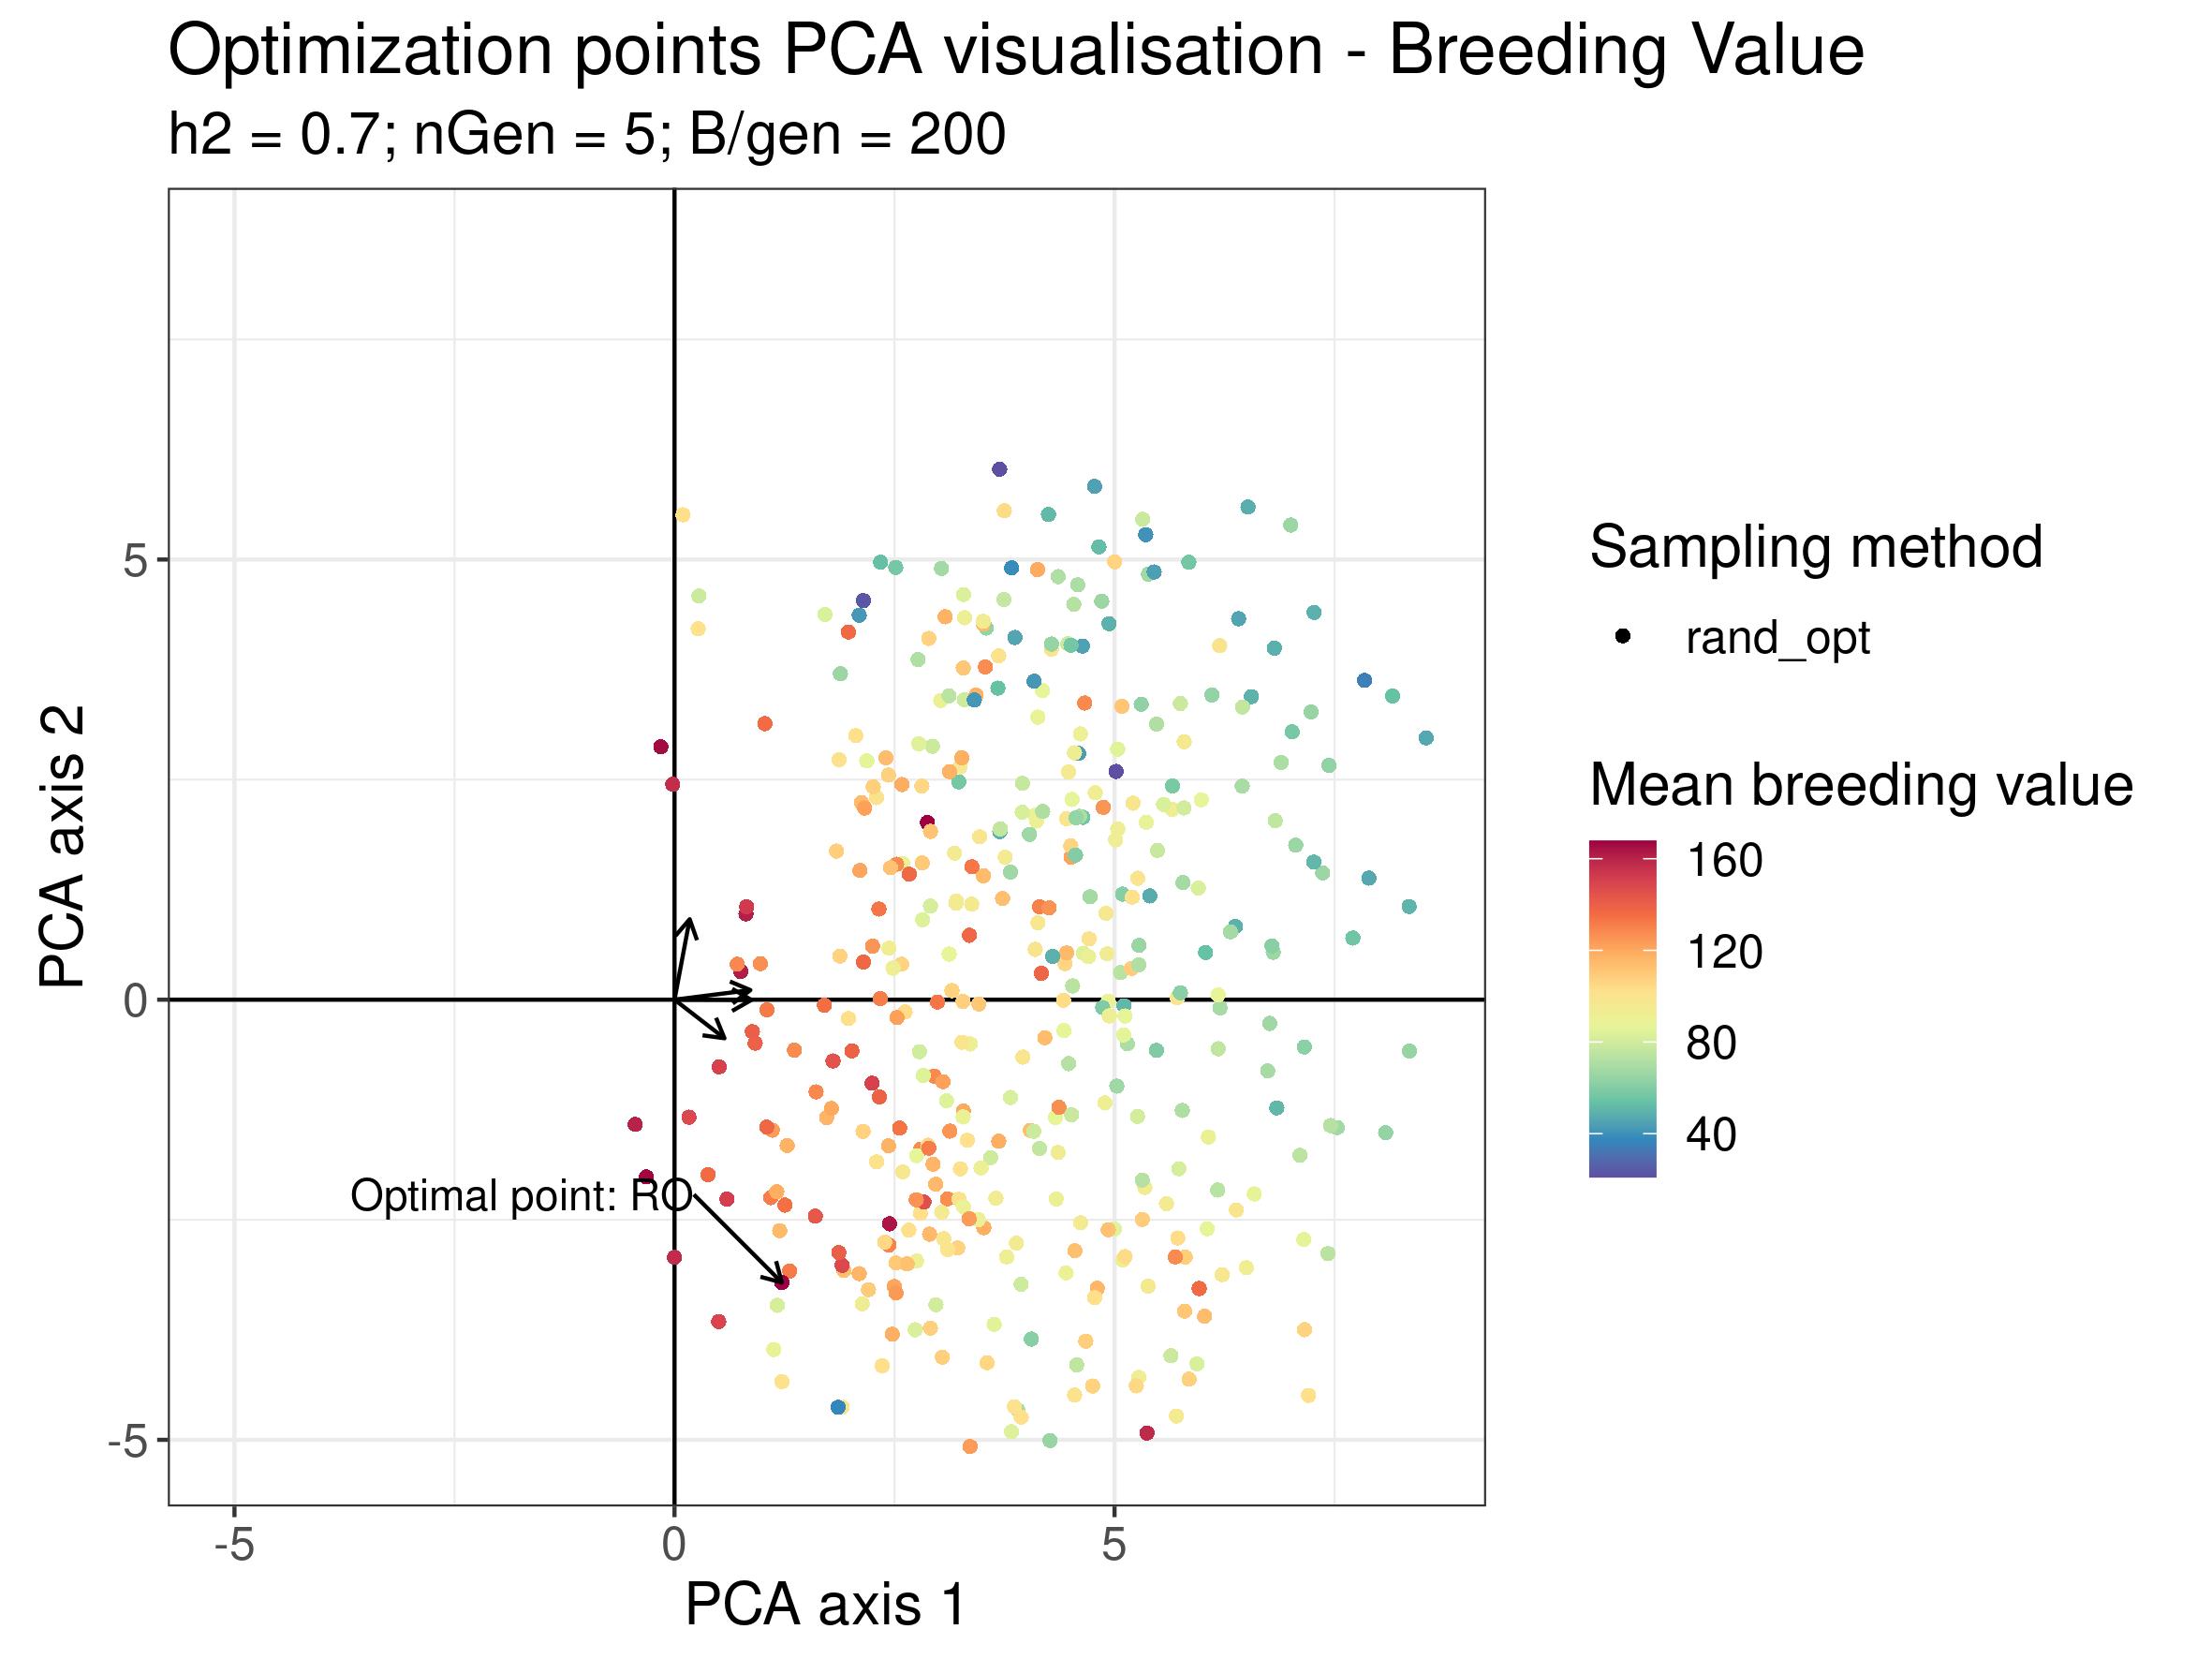 Optimization points PCA visualisation - Breeding Value
h2 = 0.7; nGen = 5; B/gen = 200
PCA axis 2
5
0
-5
Optimal point: RO
-5
0
5
PCA axis 1
Sampling method
rand_opt
Mean breeding value
160
120
80
40